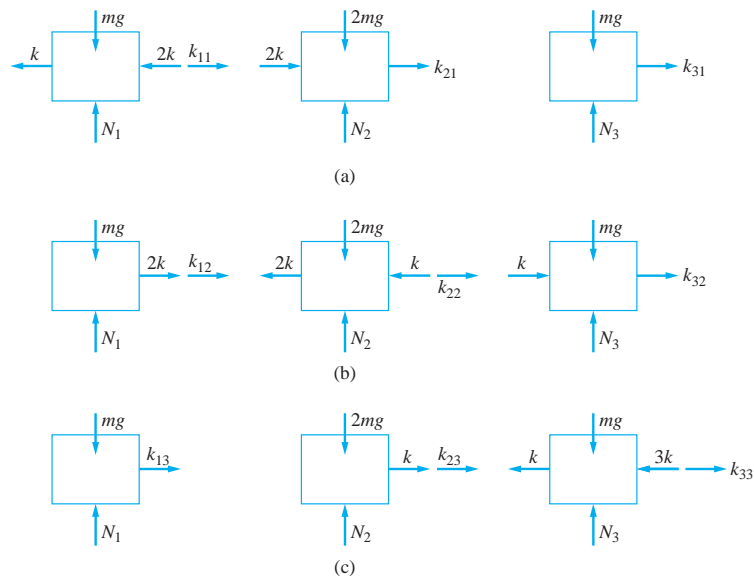 mg 2mg mg
k 2k k₁₁ 2k k₂₁ k₃₁
N₁ N₂ N₃
(a)
mg 2mg mg
2k k₁₂ 2k k k₂₂ k k₃₂
N₁ N₂ N₃
(b)
mg 2mg mg
k₁₃ k k₂₃ k 3k k₃₃
N₁ N₂ N₃
(c)